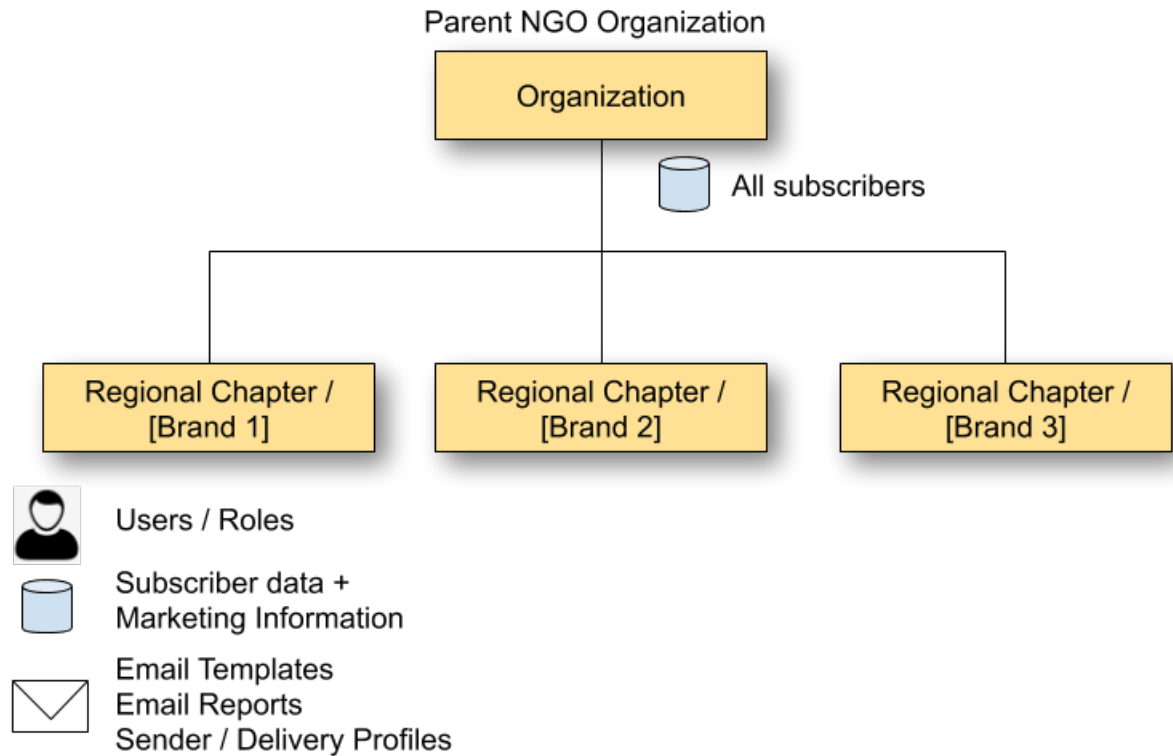 Parent NGO Organization
Organization
All subscribers
Regional Chapter /
[Brand 1]
Regional Chapter /
[Brand 2]
Regional Chapter /
[Brand 3]
Users / Roles
Subscriber data +
Marketing Information
Email Templates
Email Reports
Sender / Delivery Profiles